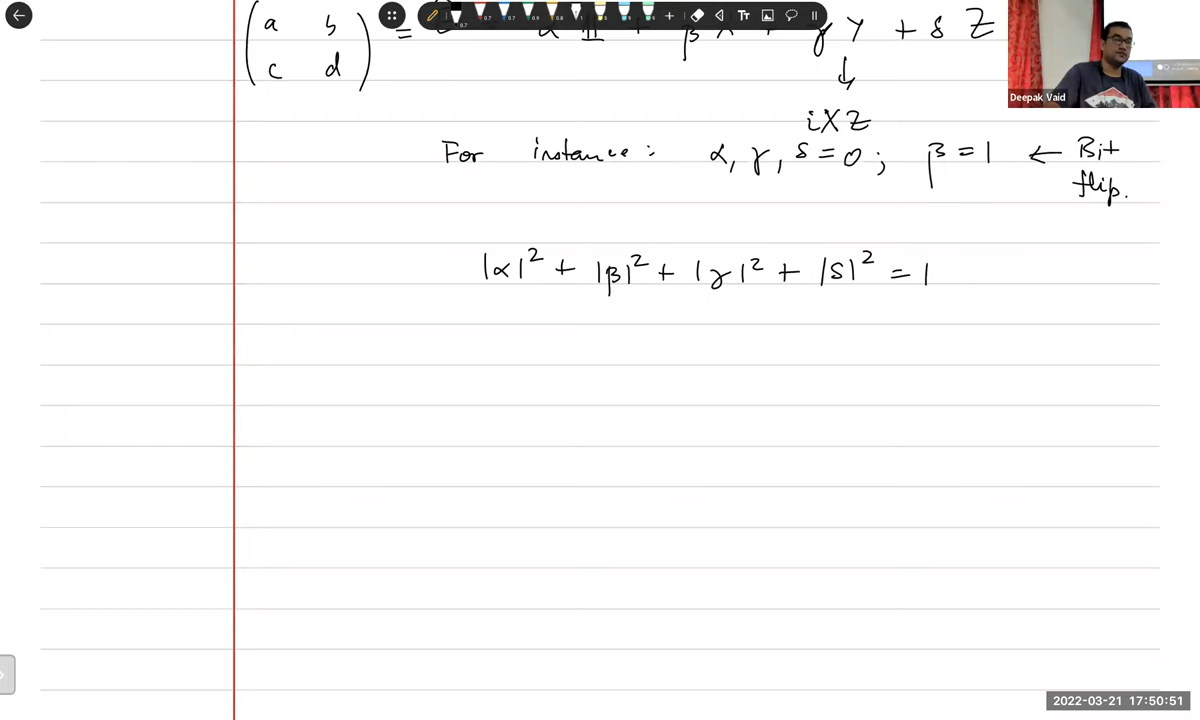 ( a b
c d ) = α 𝟙 + β X + γ Y + δ Z
↓
iXZ
For instance : α, γ, δ = 0 ; β = 1 ← Bit
flip.
|α|² + |β|² + |γ|² + |δ|² = 1
Deepak Vaid
2022-03-21 17:50:51